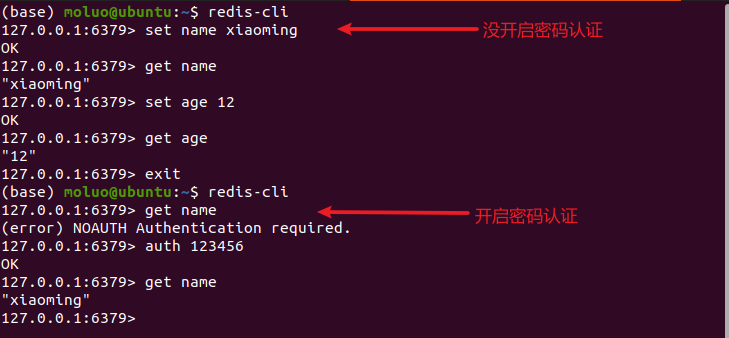 (base) moluo@ubuntu:~$ redis-cli
127.0.0.1:6379> set name xiaoming 没开启密码认证
OK
127.0.0.1:6379> get name
"xiaoming"
127.0.0.1:6379> set age 12
OK
127.0.0.1:6379> get age
"12"
127.0.0.1:6379> exit
(base) moluo@ubuntu:~$ redis-cli
127.0.0.1:6379> get name 开启密码认证
(error) NOAUTH Authentication required.
127.0.0.1:6379> auth 123456
OK
127.0.0.1:6379> get name
"xiaoming"
127.0.0.1:6379>